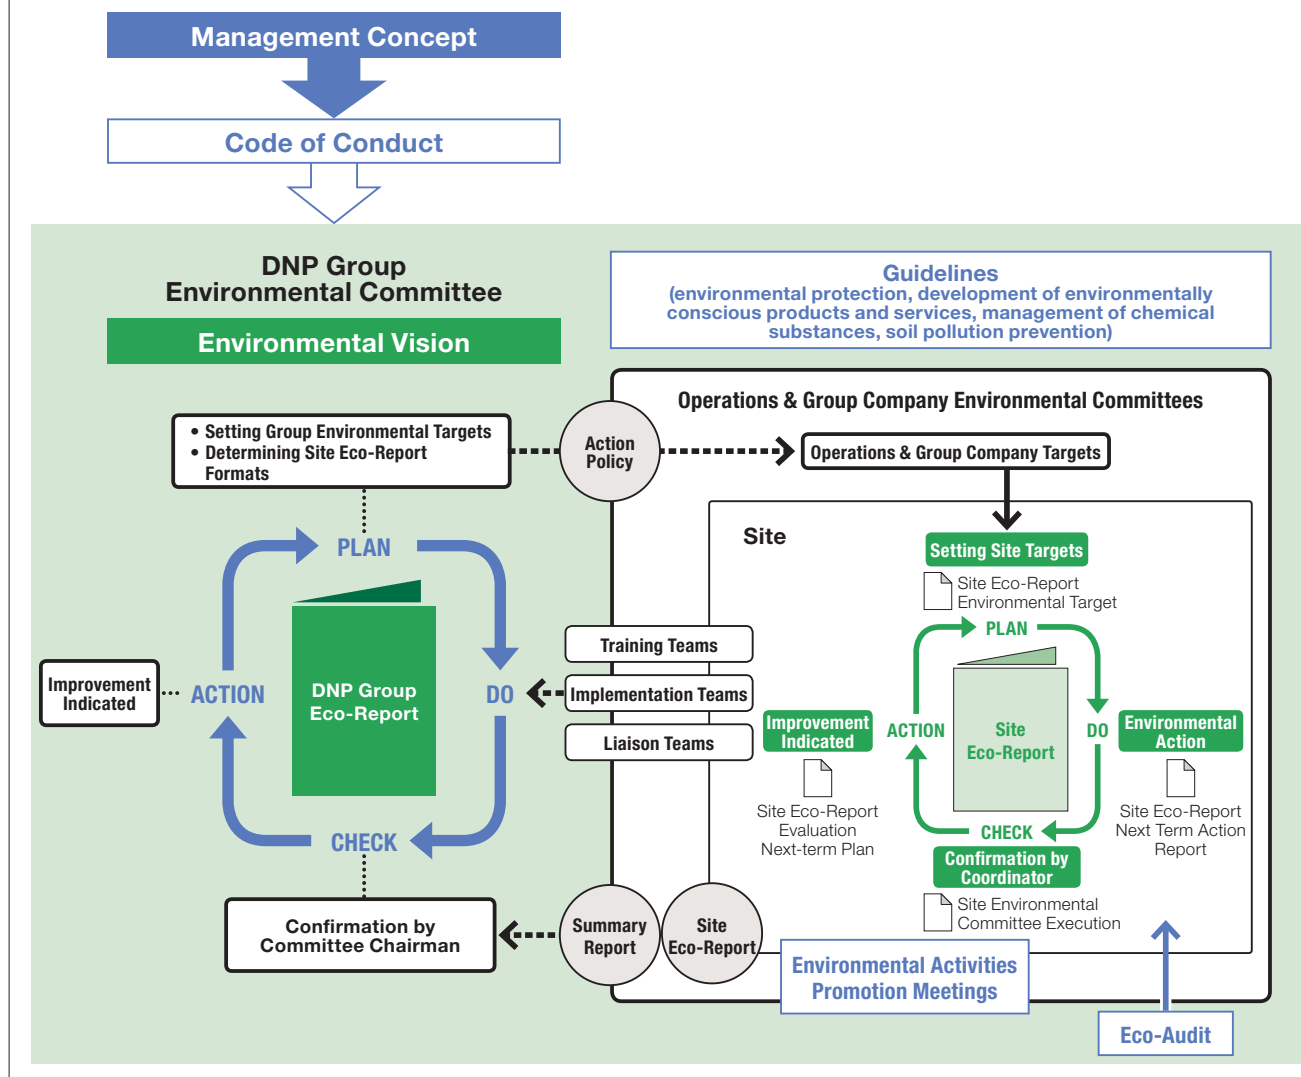 Management Concept
Code of Conduct
DNP Group
Environmental Committee
Environmental Vision
Guidelines
(environmental protection, development of environmentally
conscious products and services, management of chemical
substances, soil pollution prevention)
Operations & Group Company Environmental Committees
• Setting Group Environmental Targets
• Determining Site Eco-Report
Formats
Action
Policy
Operations & Group Company Targets
Site
Setting Site Targets
Site Eco-Report
Environmental Target
PLAN
DO
CHECK
ACTION
DNP Group
Eco-Report
Improvement
Indicated
Training Teams
Implementation Teams
Liaison Teams
PLAN
DO
CHECK
ACTION
Site
Eco-Report
Improvement
Indicated
Site Eco-Report
Evaluation
Next-term Plan
Environmental
Action
Site Eco-Report
Next Term Action
Report
Confirmation by
Coordinator
Site Environmental
Committee Execution
Confirmation by
Committee Chairman
Summary
Report
Site
Eco-Report
Environmental Activities
Promotion Meetings
Eco-Audit